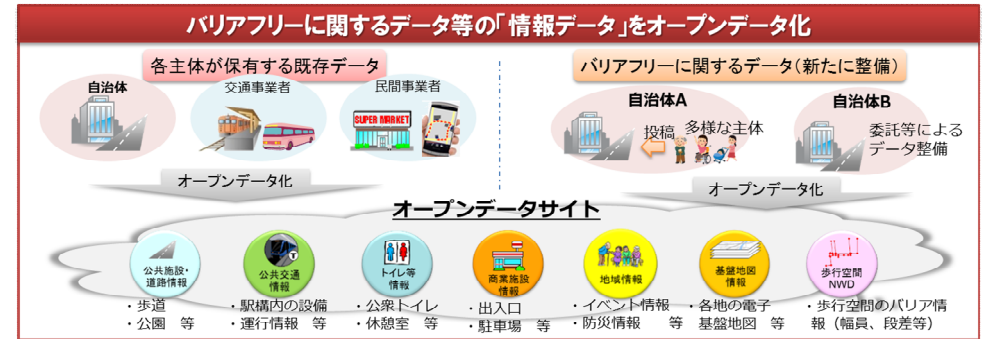 バリアフリーに関するデータ等の「情報データ」をオープンデータ化
各主体が保有する既存データ
自治体
交通事業者
民間事業者
SUPER MARKET
オープンデータ化
バリアフリーに関するデータ（新たに整備）
自治体A
投稿
多様な主体
自治体B
委託等による
データ整備
オープンデータ化
オープンデータサイト
公共施設・
道路情報
・歩道
・公園　等
公共交通
情報
・駅構内の設備
・運行情報　等
トイレ等
情報
・公衆トイレ
・休憩室　等
商業施設
情報
・出入口
・駐車場　等
地域情報
・イベント情報
・防災情報　　等
基盤地図
情報
・各地の電子
基盤地図　等
歩行空間
NWD
・歩行空間のバリア情
報（幅員、段差等）